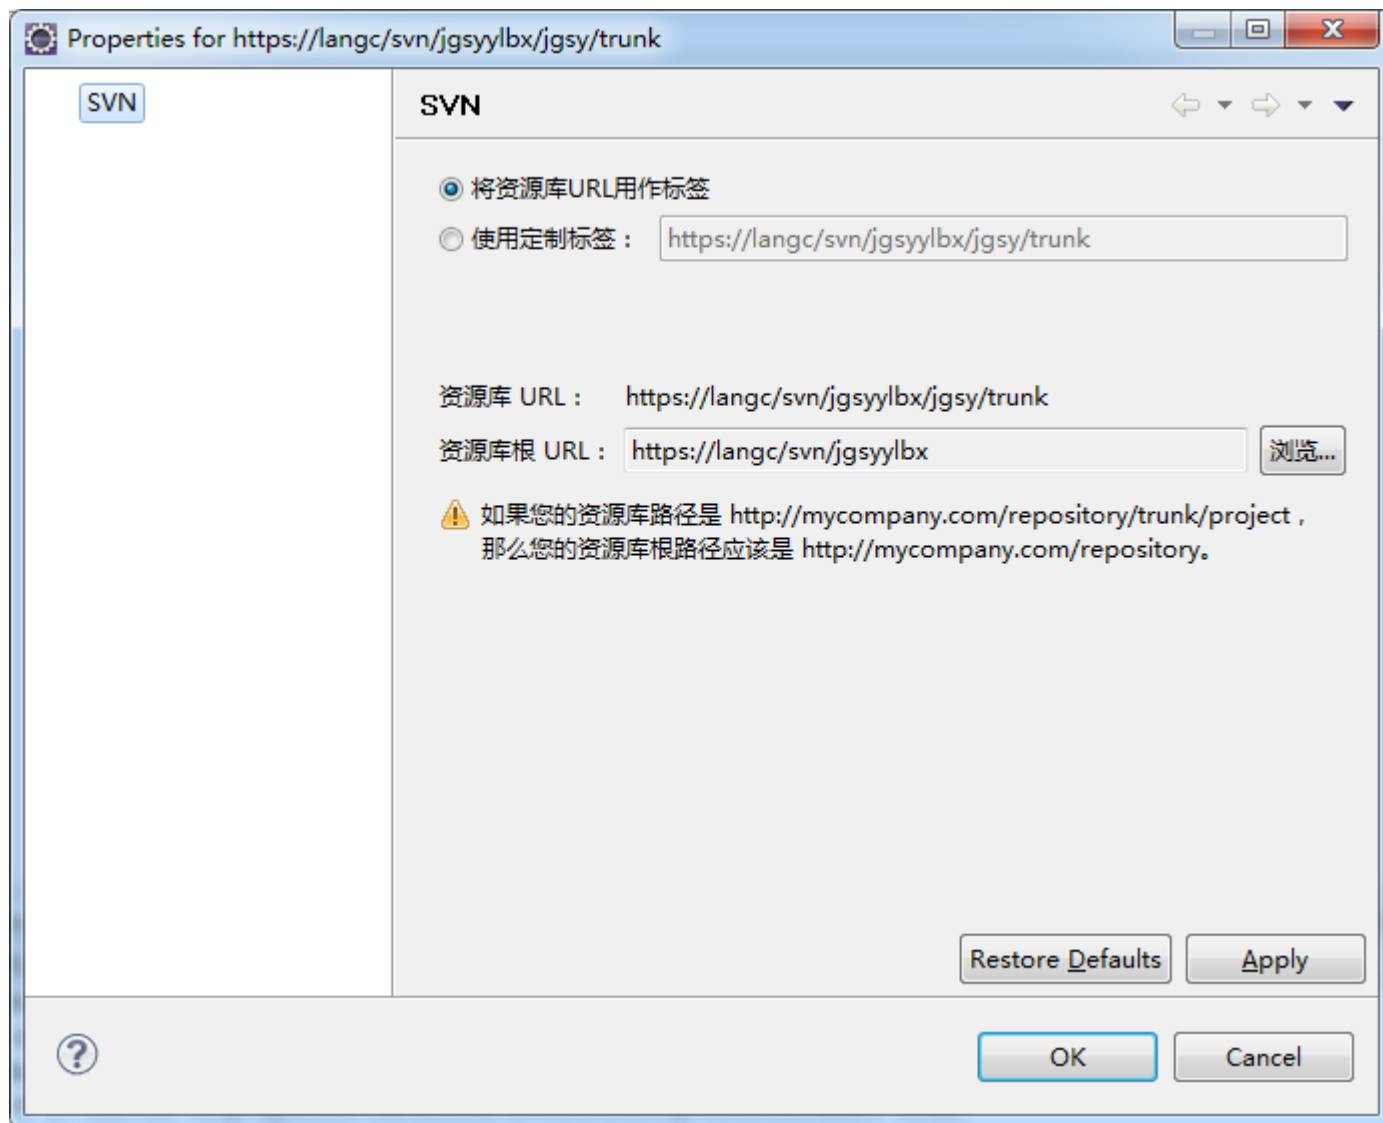 Properties for https://langc/svn/jgsyylbx/jgsy/trunk
SVN
SVN
将资源库URL用作标签
使用定制标签： https://langc/svn/jgsyylbx/jgsy/trunk
资源库 URL： https://langc/svn/jgsyylbx/jgsy/trunk
资源库根 URL： https://langc/svn/jgsyylbx 浏览...
如果您的资源库路径是 http://mycompany.com/repository/trunk/project，
那么您的资源库根路径应该是 http://mycompany.com/repository。
Restore Defaults Apply
OK Cancel